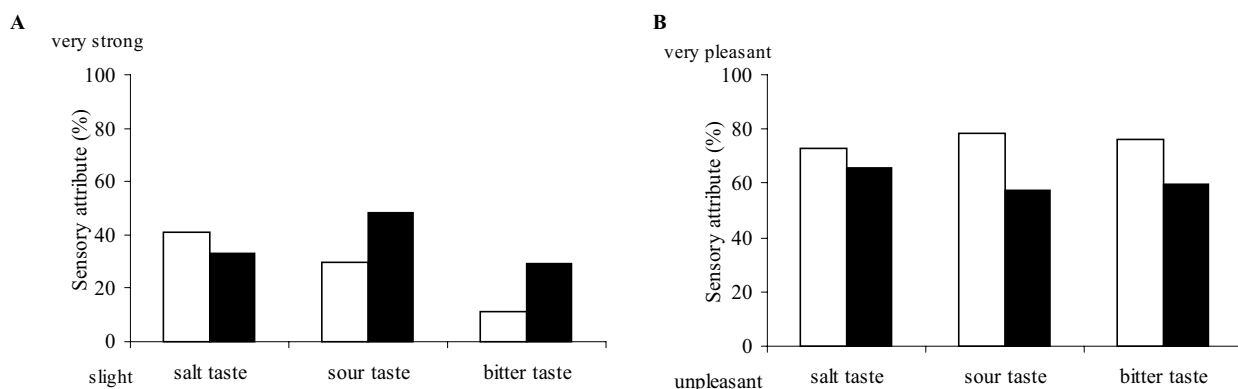 A
very strong
Sensory attribute (%)
100
80
60
40
20
0
slight
salt taste
sour taste
bitter taste
B
very pleasant
Sensory attribute (%)
100
80
60
40
20
0
unpleasant
salt taste
sour taste
bitter taste